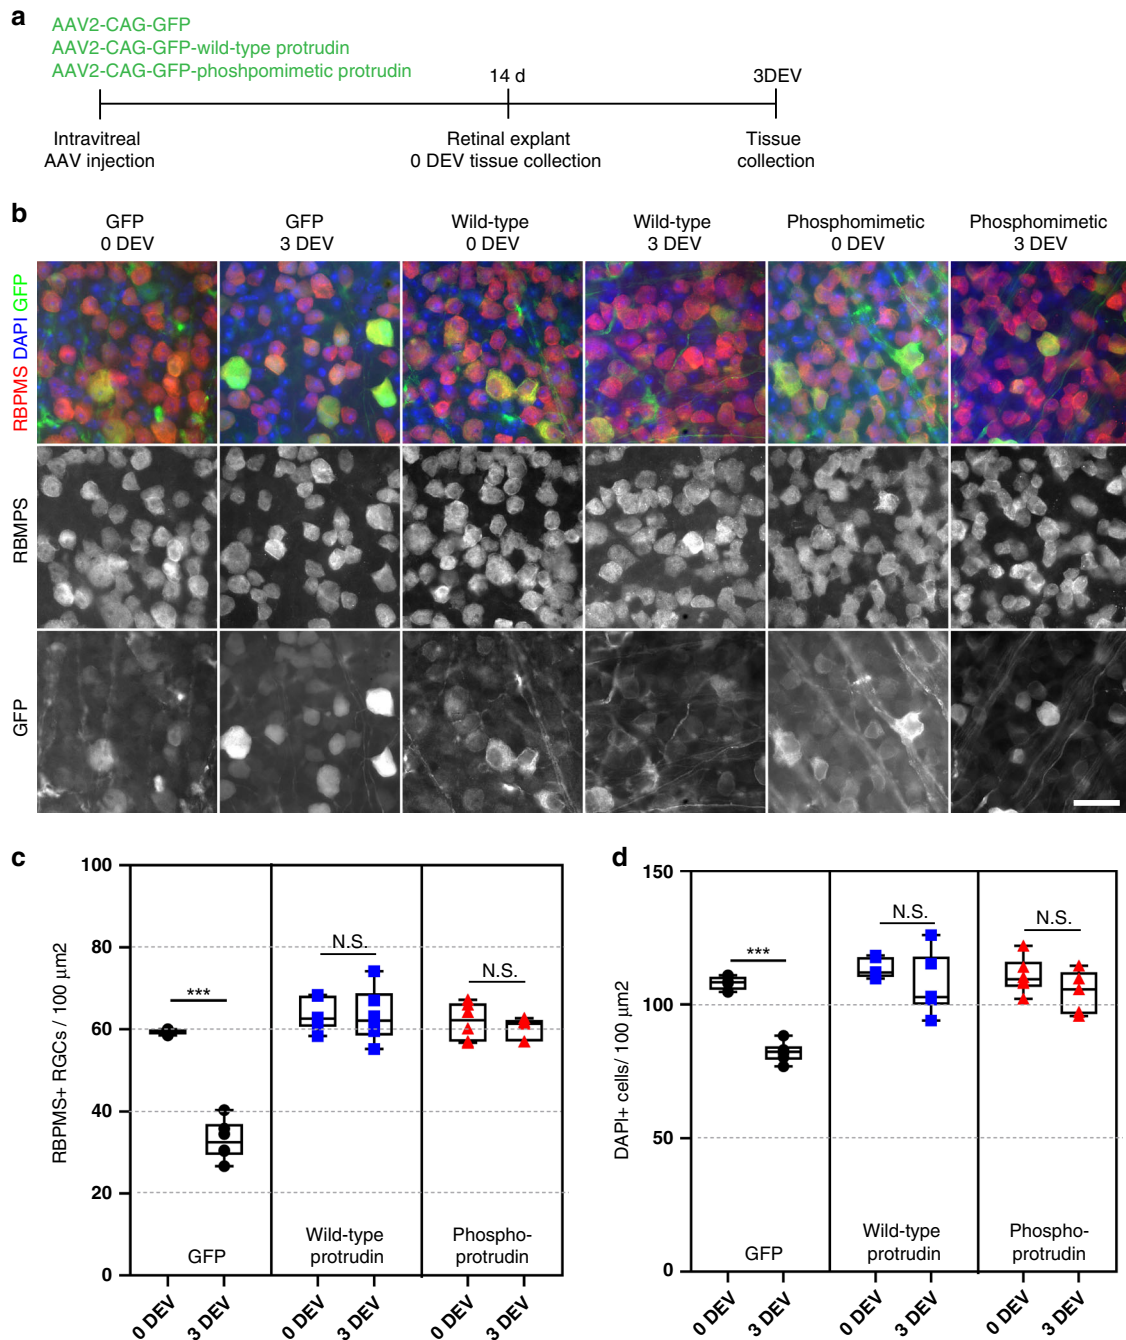 a
AAV2-CAG-GFP
AAV2-CAG-GFP-wild-type protrudin
AAV2-CAG-GFP-phoshpomimetic protrudin
14 d
3DEV
Intravitreal
AAV injection
Retinal explant
0 DEV tissue collection
Tissue
collection
b
GFP
0 DEV
GFP
3 DEV
Wild-type
0 DEV
Wild-type
3 DEV
Phosphomimetic
0 DEV
Phosphomimetic
3 DEV
RBPMS DAPI GFP
RBMPS
GFP
c
RBPMS+ RGCs / 100 µm2
100
80
60
40
20
0
***
N.S.
N.S.
GFP
Wild-type
protrudin
Phospho-
protrudin
0 DEV
3 DEV
0 DEV
3 DEV
0 DEV
3 DEV
d
DAPI+ cells/ 100 µm2
150
100
50
0
***
N.S.
N.S.
GFP
Wild-type
protrudin
Phospho-
protrudin
0 DEV
3 DEV
0 DEV
3 DEV
0 DEV
3 DEV